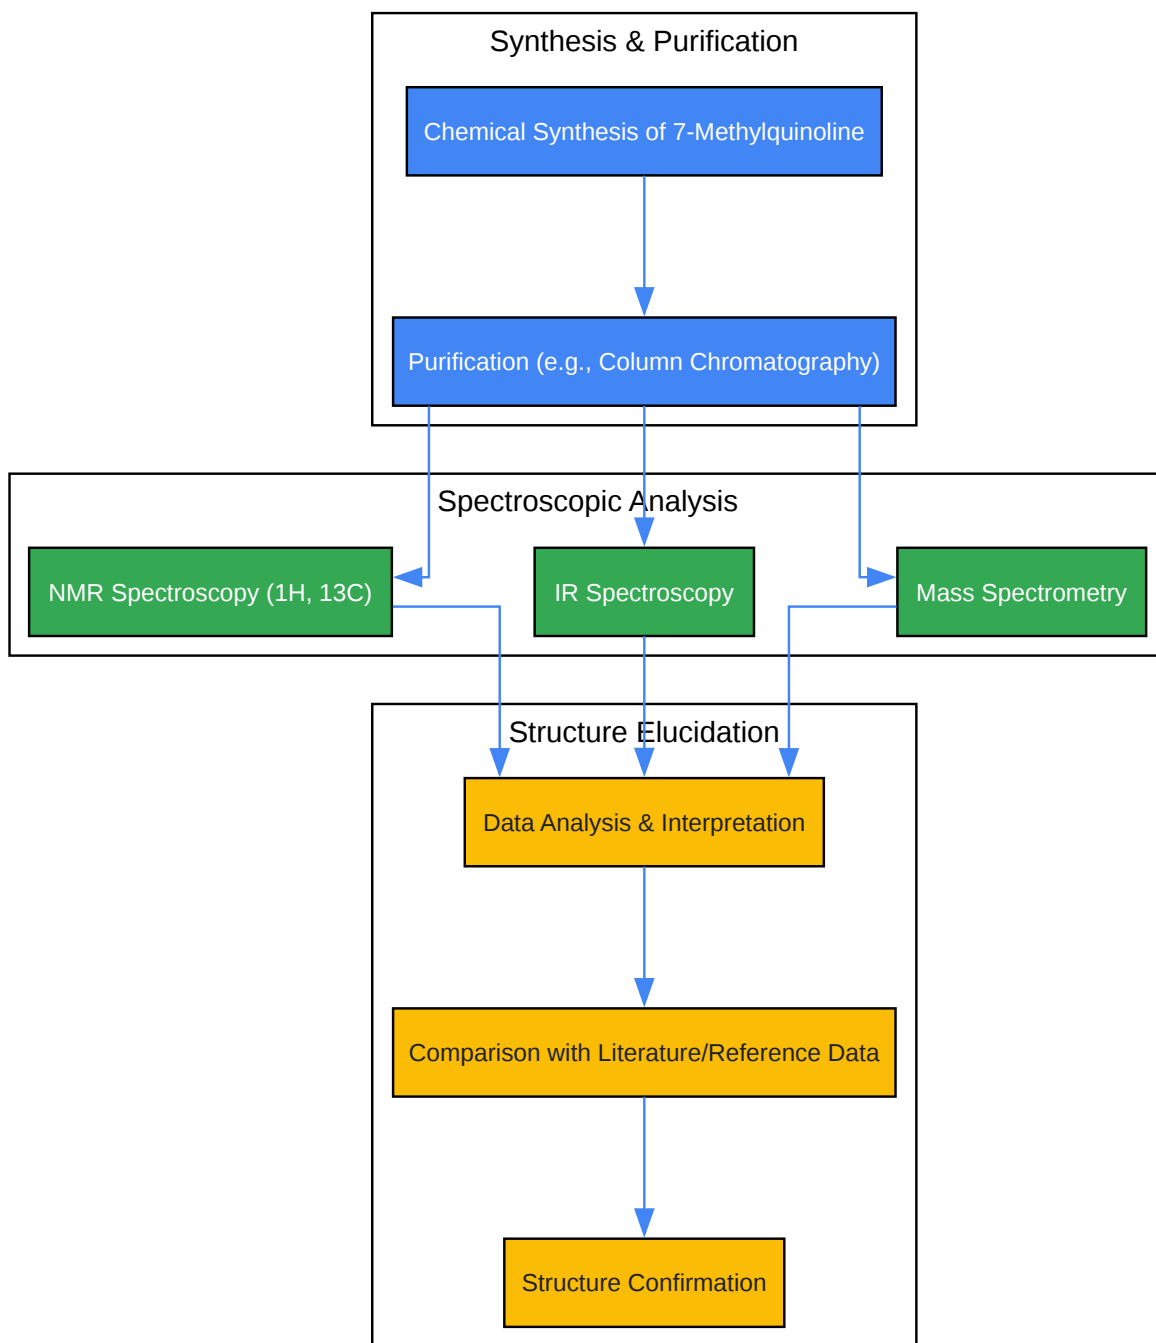 Synthesis & Purification
Chemical Synthesis of 7-Methylquinoline
Purification (e.g., Column Chromatography)
Spectroscopic Analysis
NMR Spectroscopy (1H, 13C)
IR Spectroscopy
Mass Spectrometry
Structure Elucidation
Data Analysis & Interpretation
Comparison with Literature/Reference Data
Structure Confirmation